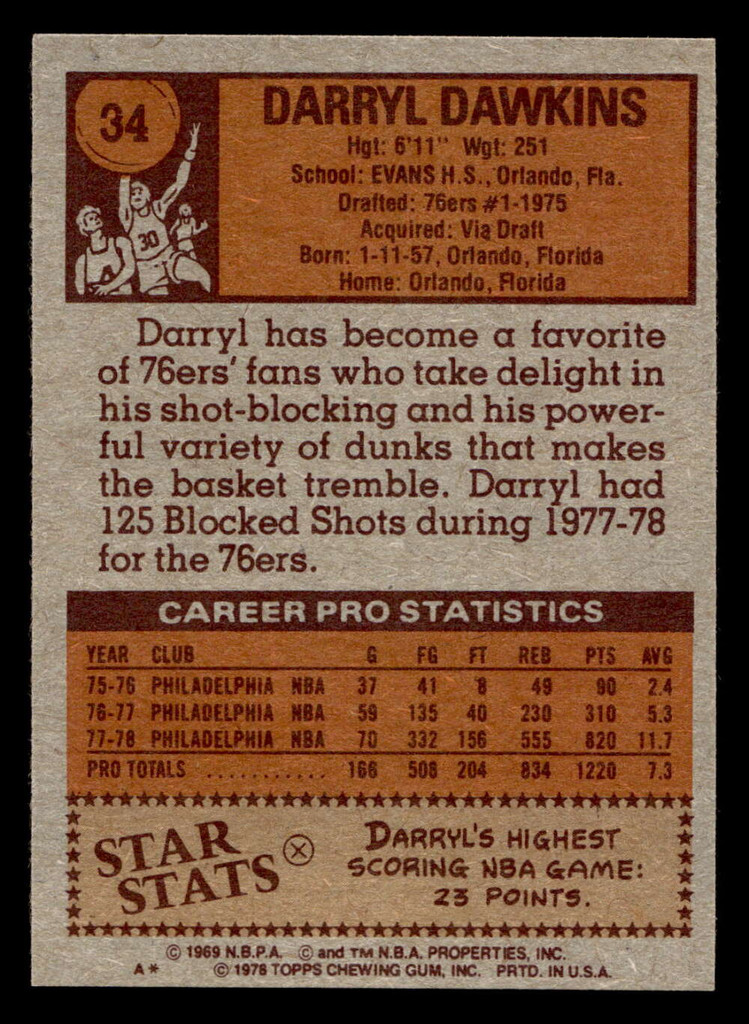 34
DARRYL DAWKINS
Hgt: 6'11" Wgt: 251
School: EVANS H.S., Orlando, Fla.
Drafted: 76ers #1-1975
Acquired: Via Draft
Born: 1-11-57, Orlando, Florida
Home: Orlando, Florida
30
Darryl has become a favorite
of 76ers' fans who take delight in
his shot-blocking and his power-
ful variety of dunks that makes
the basket tremble. Darryl had
125 Blocked Shots during 1977-78
for the 76ers.
CAREER PRO STATISTICS
YEAR CLUB G FG FT REB PTS AVG
75-76 PHILADELPHIA NBA 37 41 8 49 90 2.4
76-77 PHILADELPHIA NBA 59 135 40 230 310 5.3
77-78 PHILADELPHIA NBA 70 332 156 555 820 11.7
PRO TOTALS ........... 166 508 204 834 1220 7.3
STAR
STATS
DARRYL'S HIGHEST
SCORING NBA GAME:
23 POINTS.
© 1969 N.B.P.A. © and TM N.B.A. PROPERTIES, INC.
A* © 1978 TOPPS CHEWING GUM, INC. PRTD. IN U.S.A.